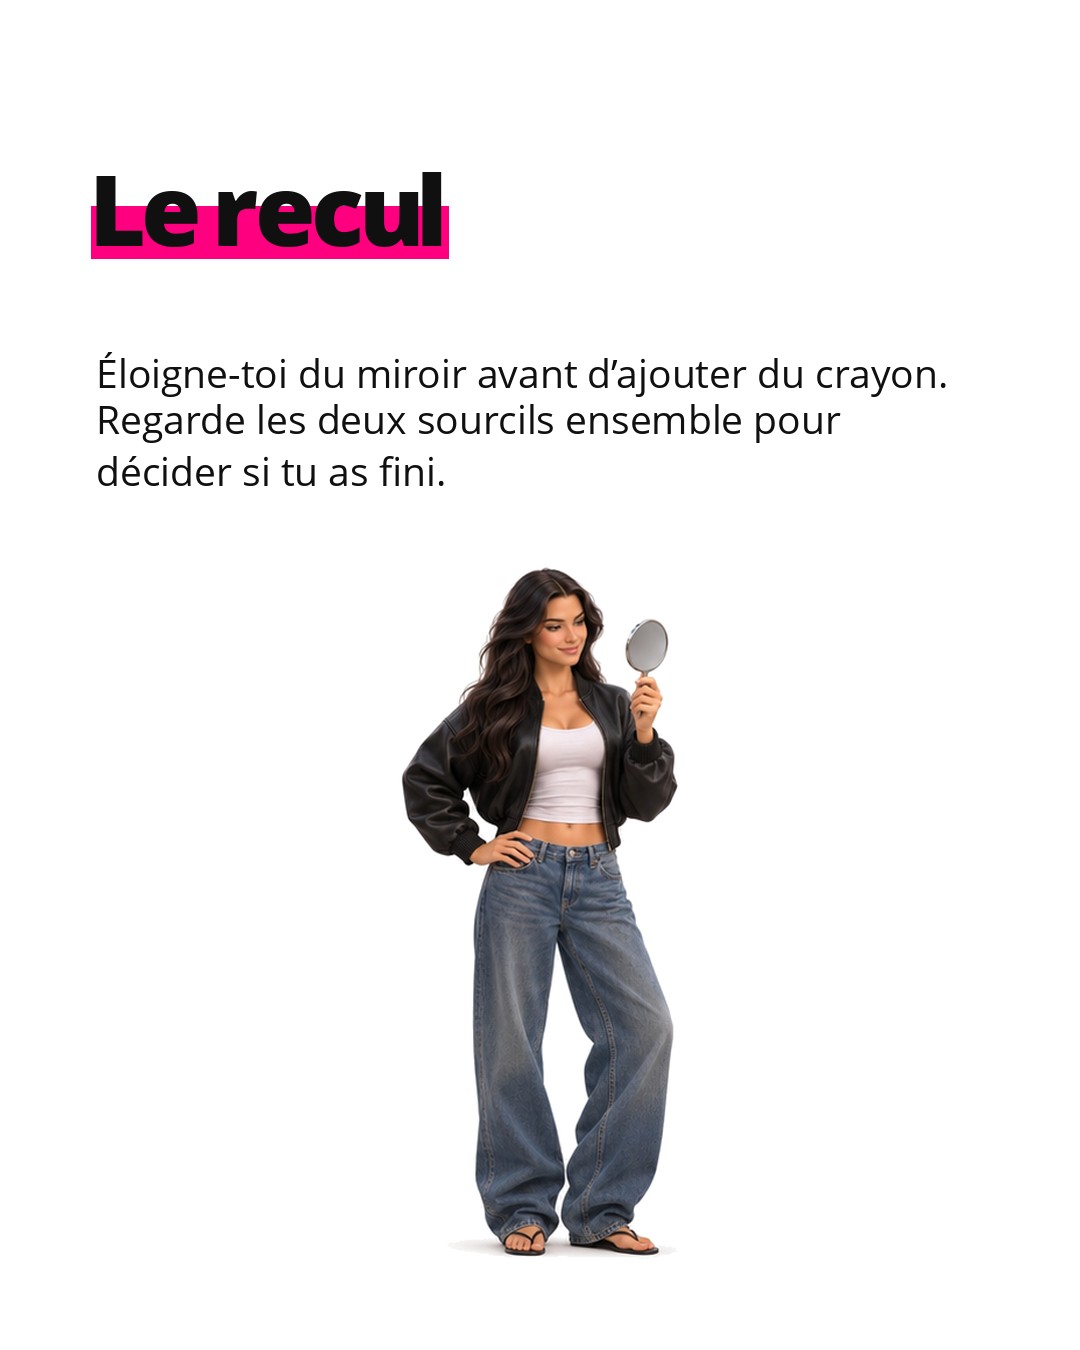 Le recul
Éloigne-toi du miroir avant d’ajouter du crayon.
Regarde les deux sourcils ensemble pour
décider si tu as fini.